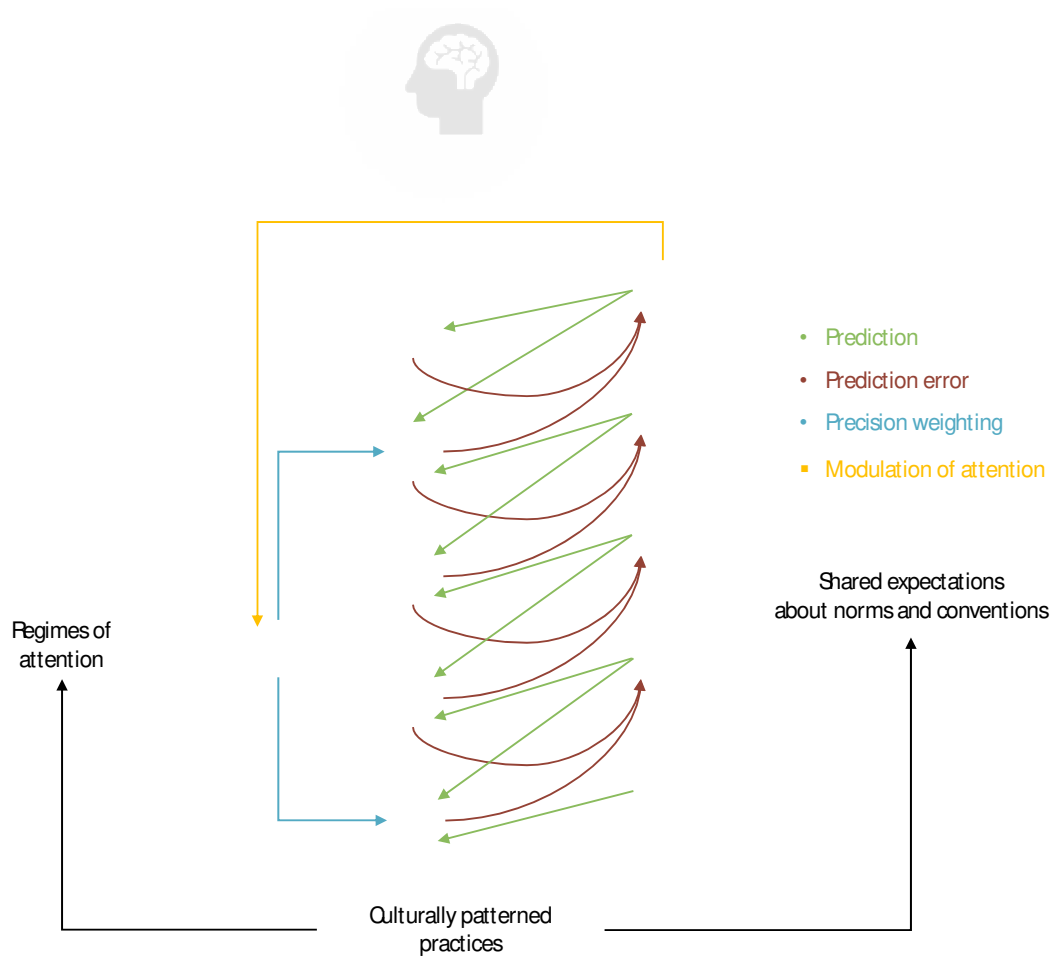 Prediction
Prediction error
Precision weighting
Modulation of attention
Shared expectations
about norms and conventions
Regimes of
attention
Culturally patterned
practices